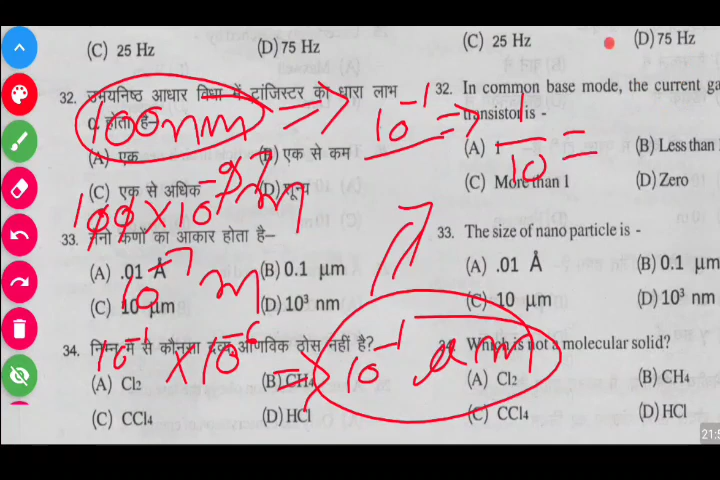 (C) 25 Hz (D) 75 Hz
32. उभयनिष्ठ आधार विधा में ट्रांजिस्टर की धारा लाभ
α होता है–
(A) एक (B) एक से कम
(C) एक से अधिक (D) शून्य
33. नैनो कणों का आकार होता है–
(A) .01 Å (B) 0.1 μm
(C) 10 μm (D) 10³ nm
34. निम्न में से कौनसा द्रव्य आणविक ठोस नहीं है?
(A) Cl₂ (B) CH₄
(C) CCl₄ (D) HCl
(C) 25 Hz (D) 75 Hz
32. In common base mode, the current ga
transistor is -
(A) (B) Less than
(C) More than 1 (D) Zero
33. The size of nano particle is -
(A) .01 Å (B) 0.1 μm
(C) 10 μm (D) 10³ nm
34. Which is not a molecular solid?
(A) Cl₂ (B) CH₄
(C) CCl₄ (D) HCl
100nm ⇒ 10⁻¹ ⇒ 1/10 =
100×10⁻⁹ m
10⁻⁷ m
10⁻¹ × 10⁻⁶ ⇒ 10⁻¹ um